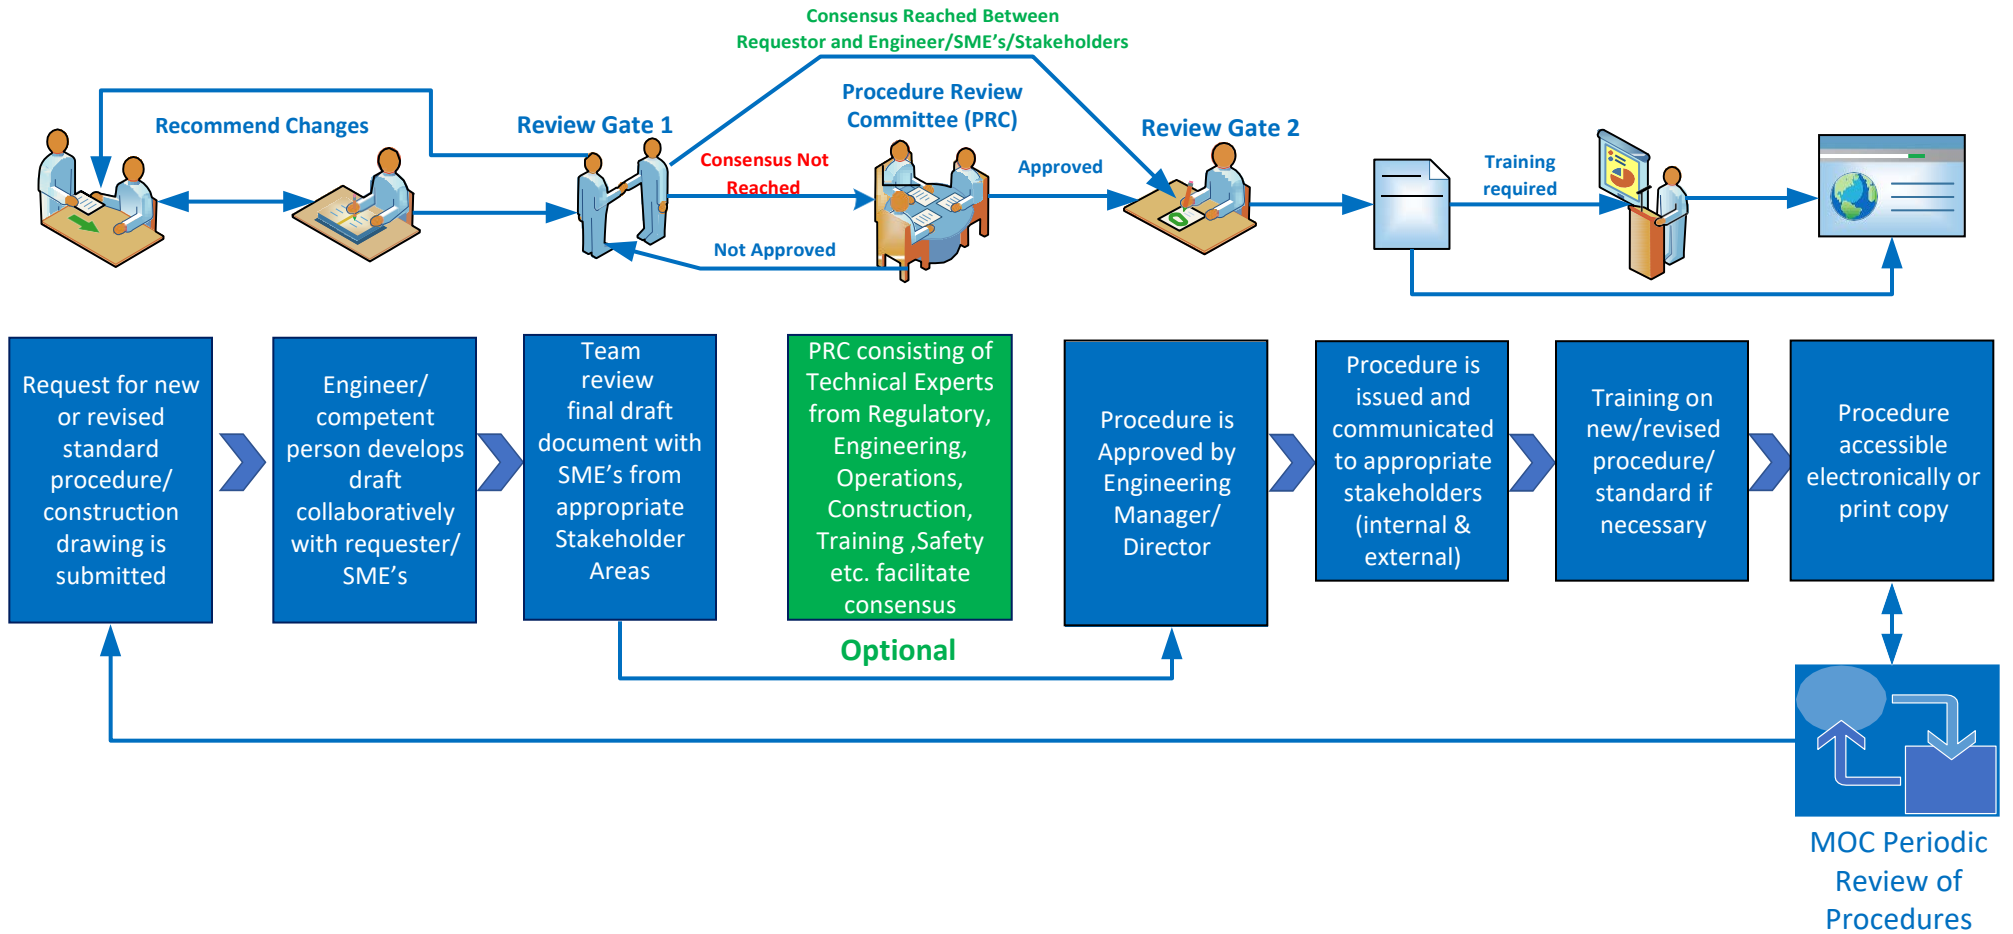 Consensus Reached Between
Requestor and Engineer/SME's/Stakeholders
Recommend Changes
Review Gate 1
Consensus Not
Reached
Not Approved
Procedure Review
Committee (PRC)
Approved
Review Gate 2
Training
required
Request for new
or revised
standard
procedure/
construction
drawing is
submitted
Engineer/
competent
person develops
draft
collaboratively
with requester/
SME's
Team
review
final draft
document with
SME's from
appropriate
Stakeholder
Areas
PRC consisting of
Technical Experts
from Regulatory,
Engineering,
Operations,
Construction,
Training ,Safety
etc. facilitate
consensus
Optional
Procedure is
Approved by
Engineering
Manager/
Director
Procedure is
issued and
communicated
to appropriate
stakeholders
(internal &
external)
Training on
new/revised
procedure/
standard if
necessary
Procedure
accessible
electronically or
print copy
MOC Periodic
Review of
Procedures